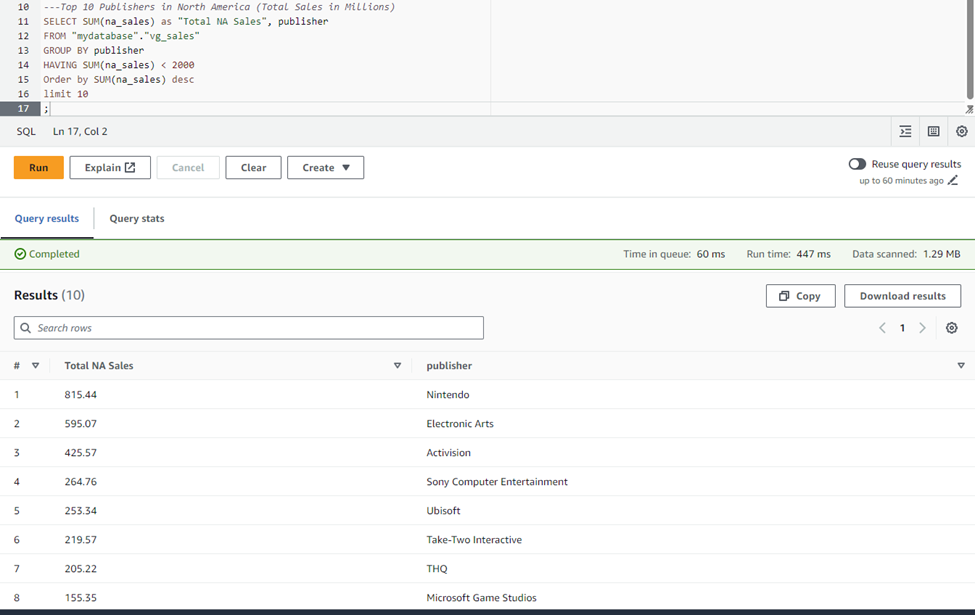 10 ---Top 10 Publishers in North America (Total Sales in Millions)
11 SELECT SUM(na_sales) as "Total NA Sales", publisher
12 FROM "mydatabase"."vg_sales"
13 GROUP BY publisher
14 HAVING SUM(na_sales) < 2000
15 Order by SUM(na_sales) desc
16 limit 10
17 ;
SQL Ln 17, Col 2
Run Explain Cancel Clear Create Reuse query results
up to 60 minutes ago
Query results Query stats
Completed Time in queue: 60 ms Run time: 447 ms Data scanned: 1.29 MB
Results (10) Copy Download results
Search rows 1
# Total NA Sales publisher
1 815.44 Nintendo
2 595.07 Electronic Arts
3 425.57 Activision
4 264.76 Sony Computer Entertainment
5 253.34 Ubisoft
6 219.57 Take-Two Interactive
7 205.22 THQ
8 155.35 Microsoft Game Studios